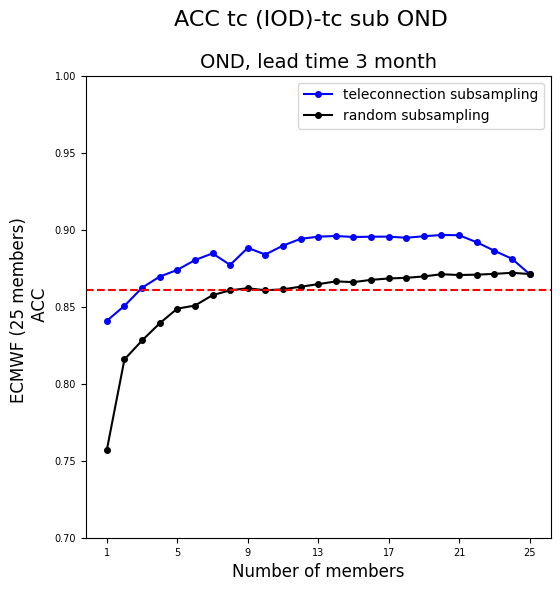 ACC tc (IOD)-tc sub OND
OND, lead time 3 month
teleconnection subsampling
random subsampling
ECMWF (25 members)
ACC
1.00
0.95
0.90
0.85
0.80
0.75
0.70
1 5 9 13 17 21 25
Number of members